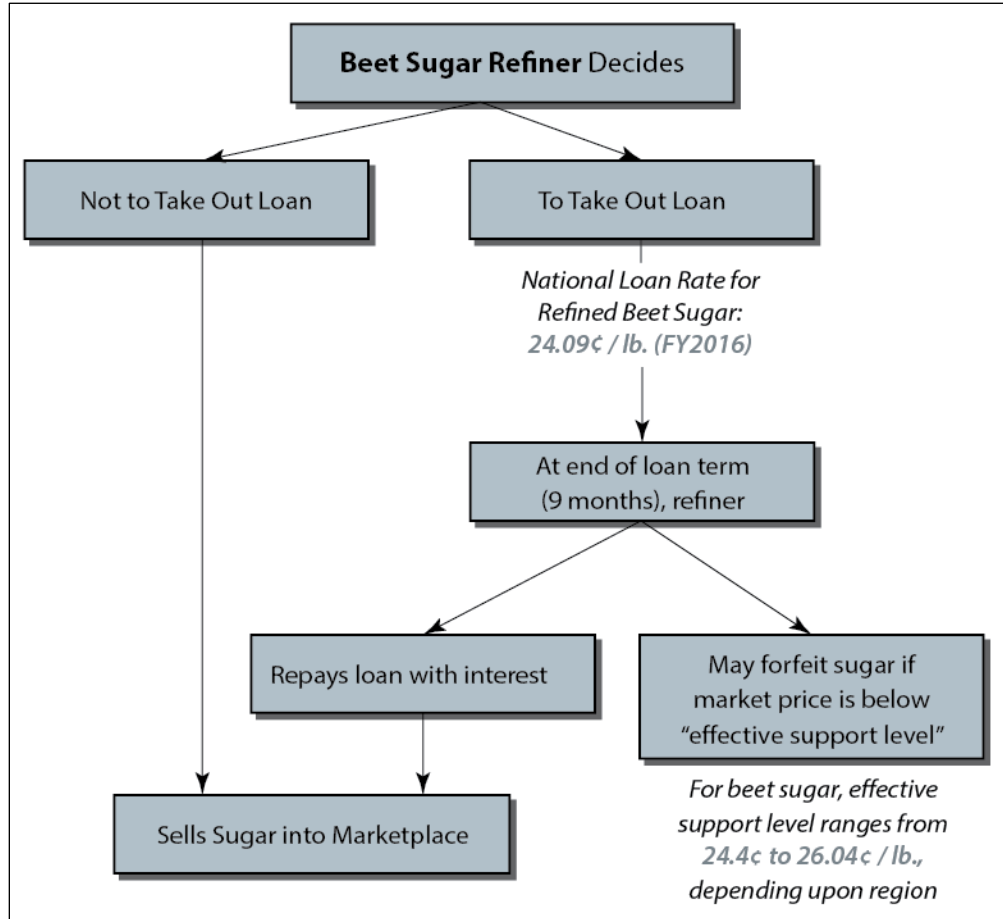 Beet Sugar Refiner Decides
Not to Take Out Loan
To Take Out Loan
National Loan Rate for
Refined Beet Sugar:
24.09¢ / lb. (FY2016)
At end of loan term
(9 months), refiner
Repays loan with interest
May forfeit sugar if
market price is below
“effective support level”
Sells Sugar into Marketplace
For beet sugar, effective
support level ranges from
24.4¢ to 26.04¢ / lb.,
depending upon region